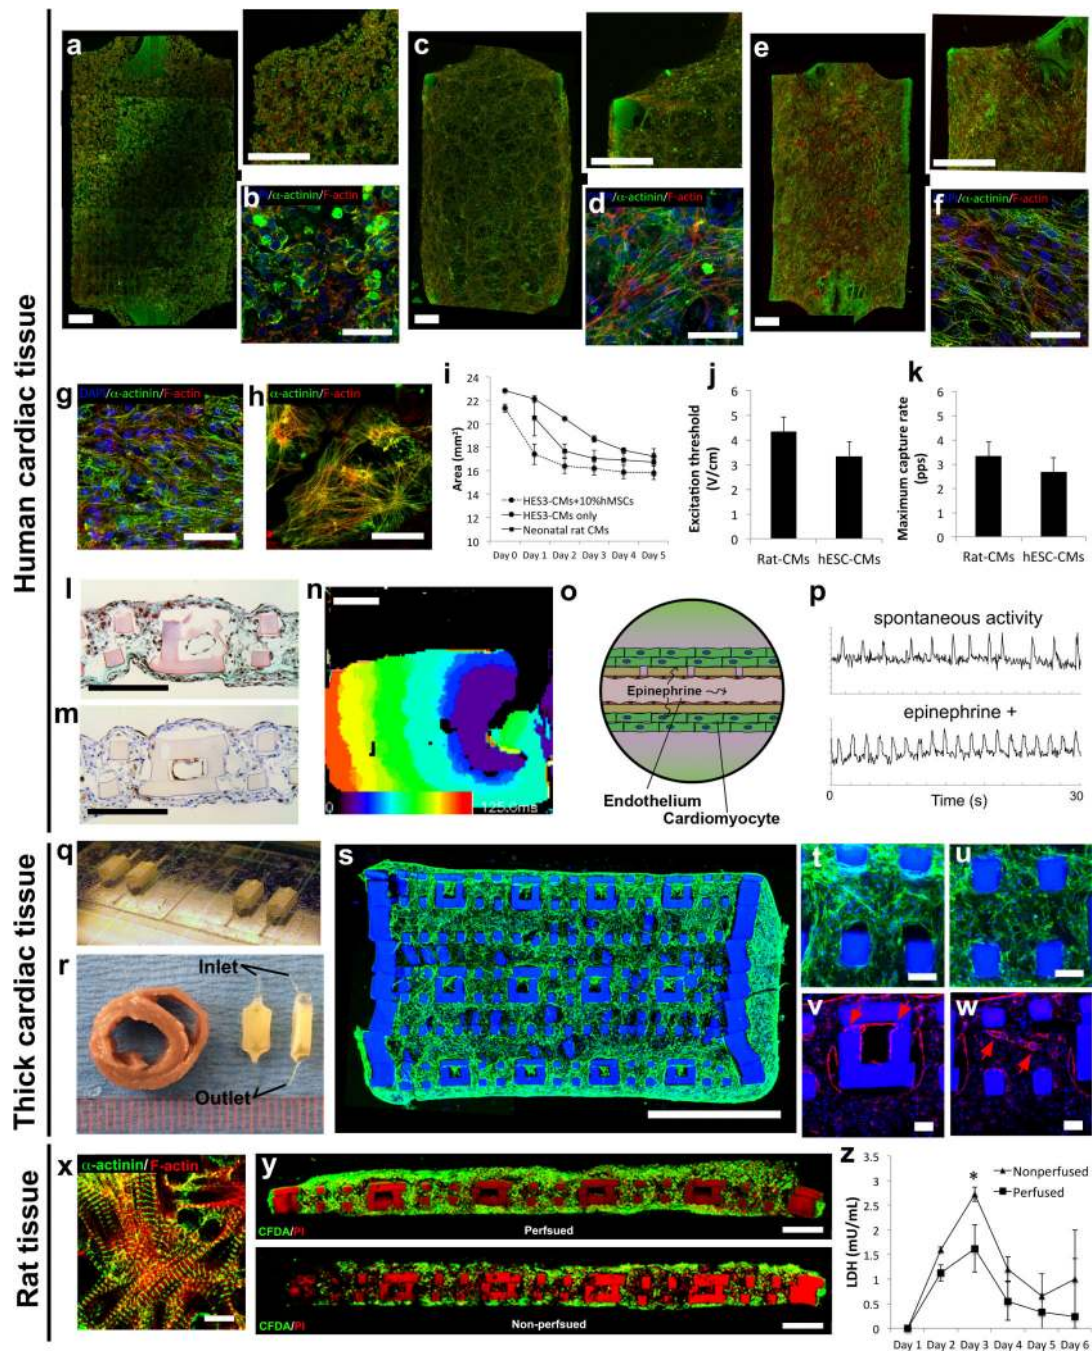 Human cardiac tissue
a
c
e
b
/α-actinin/F-actin
d
/α-actinin/F-actin
f
/α-actinin/F-actin
g
DAPI/α-actinin/F-actin
h
α-actinin/F-actin
i
Area (mm²)
24
22
20
18
16
14
12
10
HES3-CMs+10%hMSCs
HES3-CMs only
Neonatal rat CMs
Day 0 Day 1 Day 2 Day 3 Day 4 Day 5
j
Excitation threshold
(V/cm)
6
5
4
3
2
1
0
Rat-CMs hESC-CMs
k
Maximum capture rate
(pps)
6
5
4
3
2
1
0
Rat-CMs hESC-CMs
l
m
n
0 125.6ms
o
Epinephrine
Endothelium
Cardiomyocyte
p
spontaneous activity
epinephrine +
0 30
Time (s)
Thick cardiac tissue
q
r
Inlet
Outlet
s
t
u
v
w
Rat tissue
x
α-actinin/F-actin
y
CFDA/PI
Perfsued
CFDA/PI
Non-perfsued
z
LDH (mU/mL)
3.5
3
2.5
2
1.5
1
0.5
0
*
Nonperfused
Perfused
Day 1 Day 2 Day 3 Day 4 Day 5 Day 6